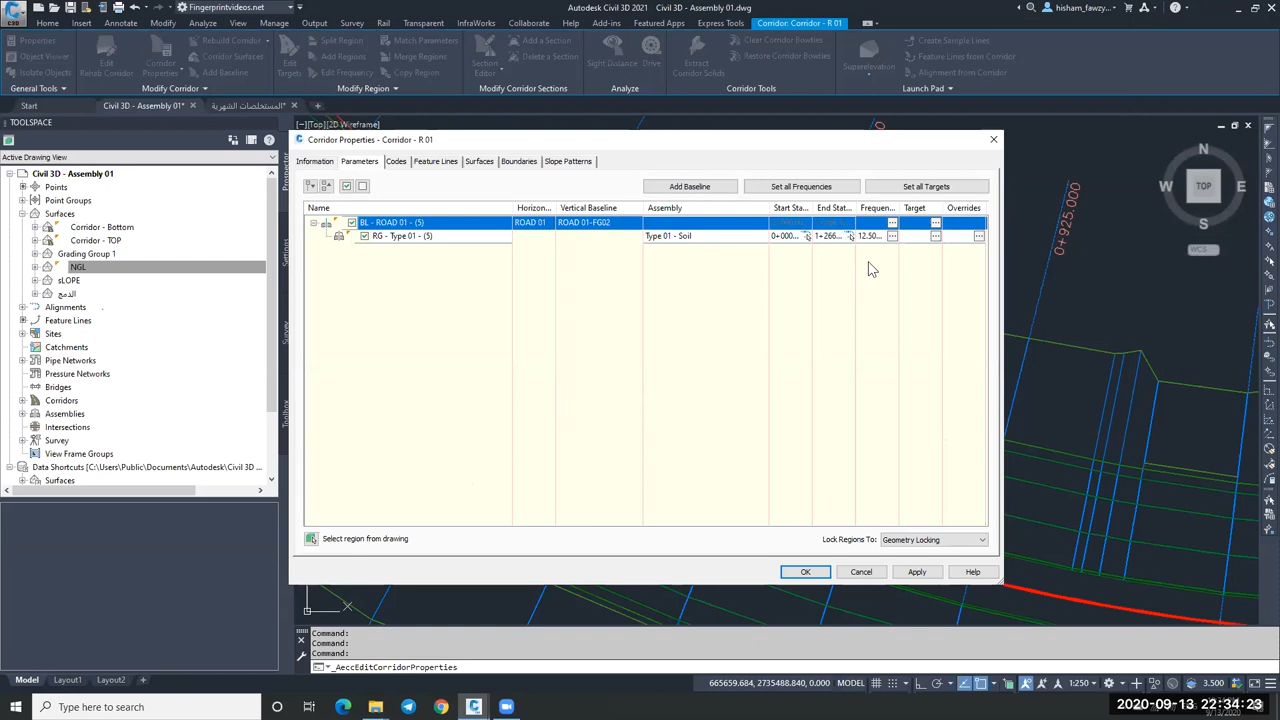 Fingerprintvideos.net
Autodesk Civil 3D 2021 Civil 3D - Assembly 01.dwg
hisham_fawzy...
Home Insert Annotate Modify Analyze View Manage Output Survey Rail Transparent InfraWorks Collaborate Help Add-ins Featured Apps Express Tools Corridor: Corridor - R 01
Properties
Object Viewer
Isolate Objects
General Tools
Edit Rehab Corridor
Corridor Properties
Rebuild Corridor
Corridor Surfaces
Add Baseline
Modify Corridor
Edit Targets
Split Region
Add Regions
Edit Frequency
Match Parameters
Merge Regions
Copy Region
Modify Region
Section Editor
Add a Section
Edit Section
Modify Corridor Sections
Sight Distance
Drive
Analyze
Extract Corridor Solids
Clear Corridor Bowties
Restore Corridor Bowties
Corridor Tools
Superelevation
Create Sample Lines
Feature Lines from Corridor
Alignment from Corridor
Launch Pad
Start
Civil 3D - Assembly 01*
المستخلصات الشهرية*
TOOLSPACE
Active Drawing View
Civil 3D - Assembly 01
Points
Point Groups
Surfaces
Corridor - Bottom
Corridor - TOP
Grading Group 1
NGL
sLOPE
الدمج
Alignments
Feature Lines
Sites
Catchments
Pipe Networks
Pressure Networks
Bridges
Corridors
Assemblies
Intersections
Survey
View Frame Groups
Data Shortcuts [C:\Users\Public\Documents\Autodesk\Civil 3D ...
Surfaces
Prospector
Settings
Survey
Toolbox
[−][Top][2D Wireframe]
Corridor Properties - Corridor - R 01
Information Parameters Codes Feature Lines Surfaces Boundaries Slope Patterns
Add Baseline Set all Frequencies Set all Targets
Name Horizon... Vertical Baseline Assembly Start Sta... End Stat... Frequen... Target Overrides
BL - ROAD 01 - (5) ROAD 01 ROAD 01-FG02
RG - Type 01 - (5) Type 01 - Soil 0+000... 1+266... 12.50...
Select region from drawing
Lock Regions To: Geometry Locking
OK Cancel Apply Help
0+925.000
N
W TOP E
S
WCS
Command:
Command:
Command:
_AeccEditCorridorProperties
Model Layout1 Layout2
665659.684, 2735488.840, 0.000 MODEL 1:250 3.500
Type here to search
2020-09-13 22:34:23